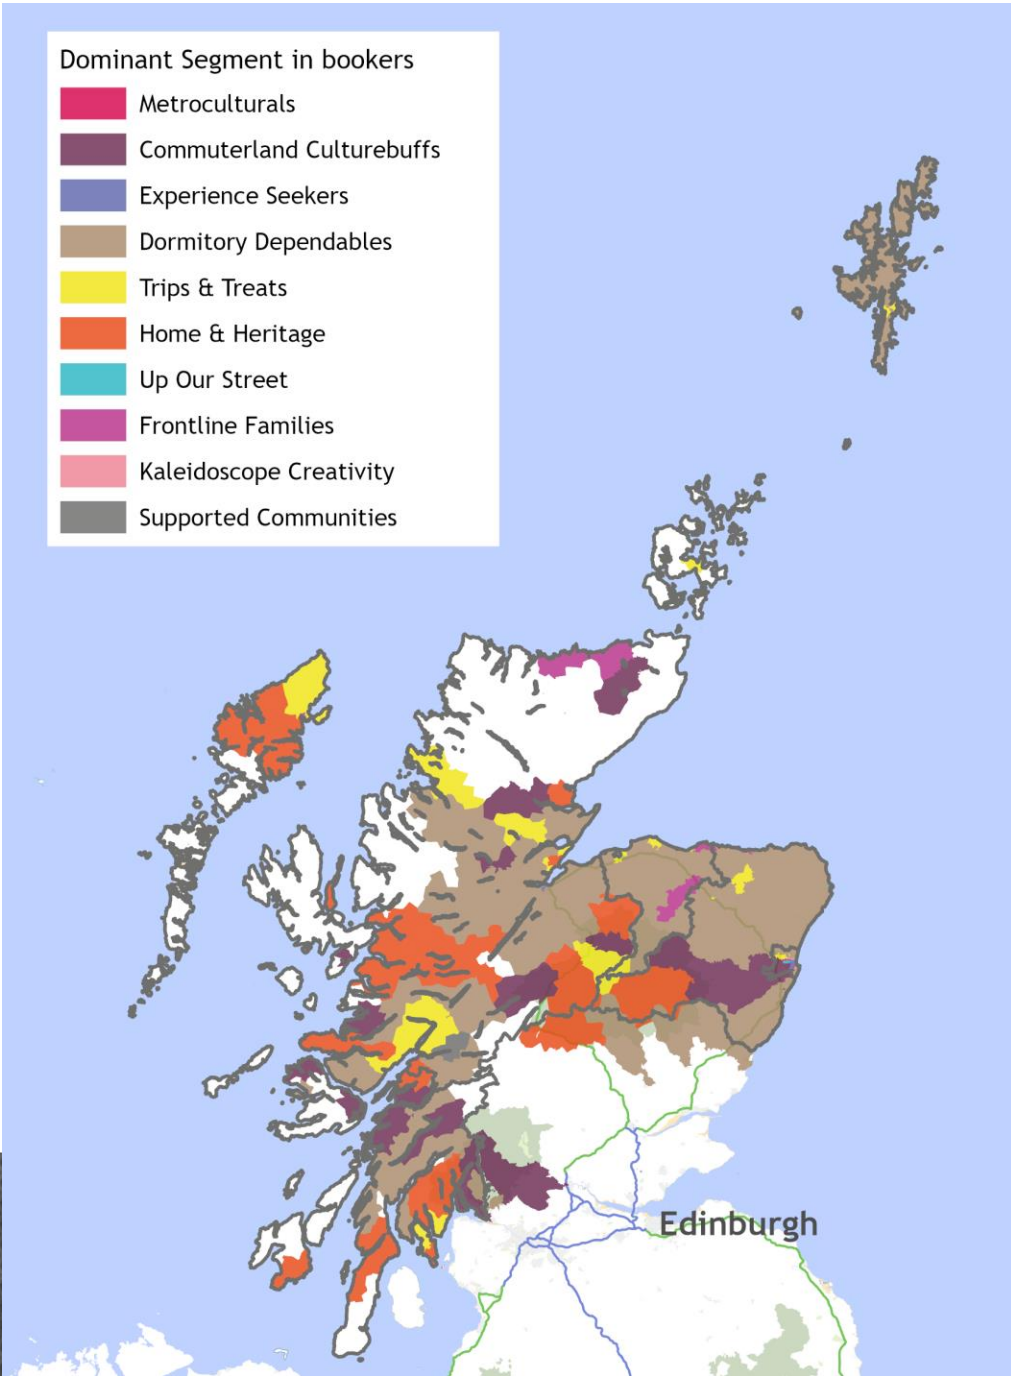 Dominant Segment in bookers
Metroculturals
Commuterland Culturebuffs
Experience Seekers
Dormitory Dependables
Trips & Treats
Home & Heritage
Up Our Street
Frontline Families
Kaleidoscope Creativity
Supported Communities
Edinburgh